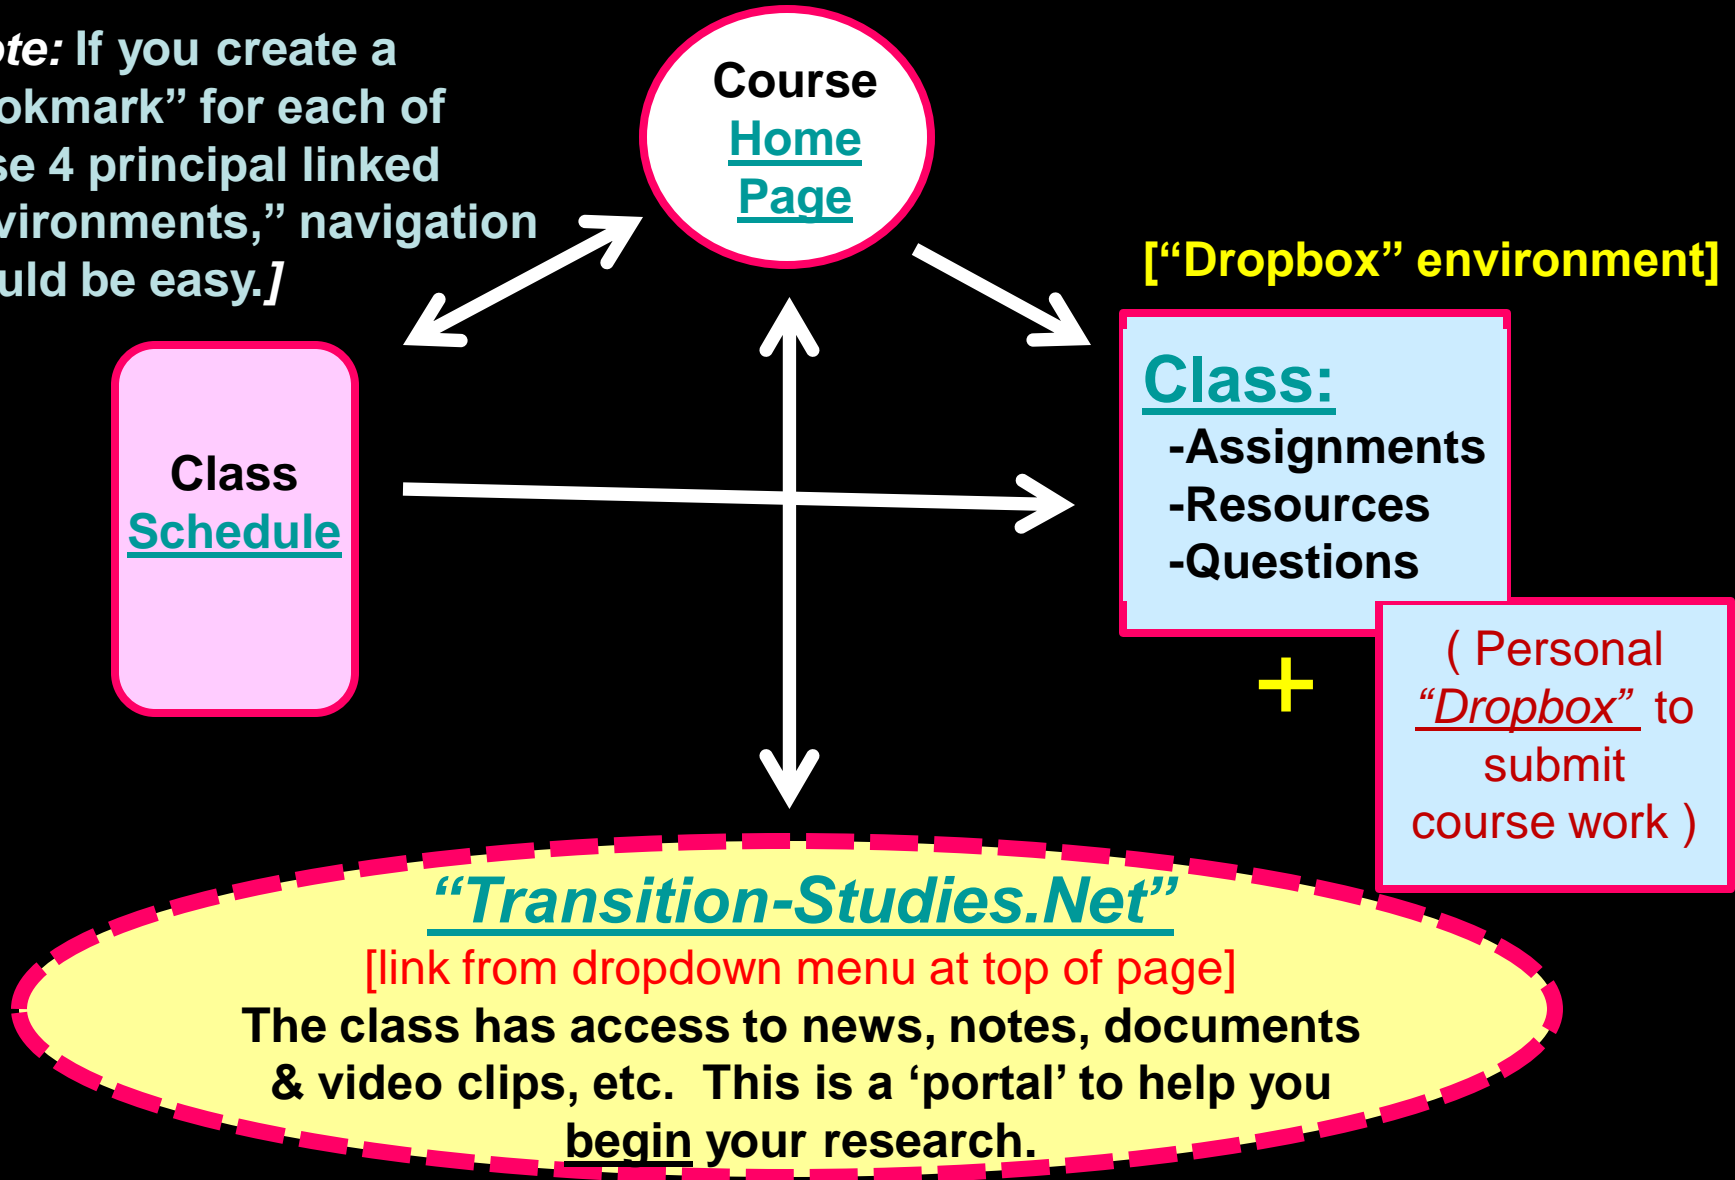 ote: If you create a
okmark” for each of
se 4 principal linked
vironments,” navigation
uld be easy.]
Course
Home
Page
[“Dropbox” environment]
Class
Schedule
Class:
-Assignments
-Resources
-Questions
+
( Personal
“Dropbox” to
submit
course work )
“Transition-Studies.Net”
[link from dropdown menu at top of page]
The class has access to news, notes, documents
& video clips, etc. This is a ‘portal’ to help you
begin your research.